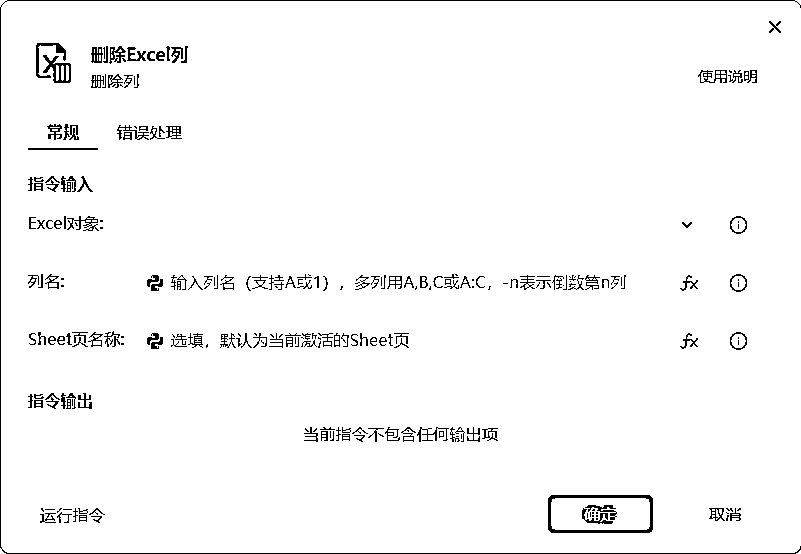 删除Excel列
删除列
使用说明
常规 错误处理
指令输入
Excel对象:
列名: 输入列名（支持A或1），多列用A,B,C或A:C，-n表示倒数第n列 fx
Sheet页名称: 选填，默认为当前激活的Sheet页 fx
指令输出
当前指令不包含任何输出项
运行指令 确定 取消